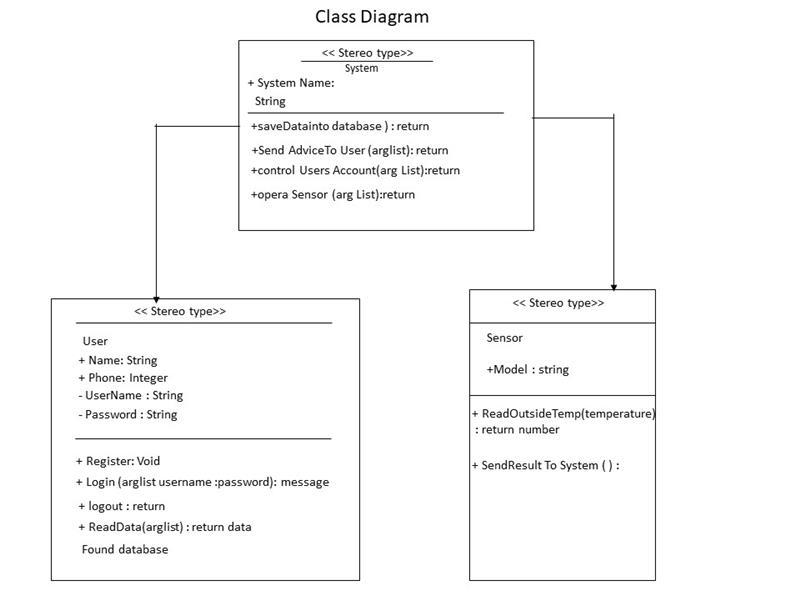 Class Diagram
<< Stereo type>>
System
+ System Name:
String
+saveDatainto database ) : return
+Send AdviceTo User (arglist): return
+control Users Account(arg List):return
+opera Sensor (arg List):return
<< Stereo type>>
User
+ Name: String
+ Phone: Integer
- UserName : String
- Password : String
+ Register: Void
+ Login (arglist username :password): message
+ logout : return
+ ReadData(arglist) : return data
Found database
<< Stereo type>>
Sensor
+Model : string
+ ReadOutsideTemp(temperature)
: return number
+ SendResult To System ( ) :